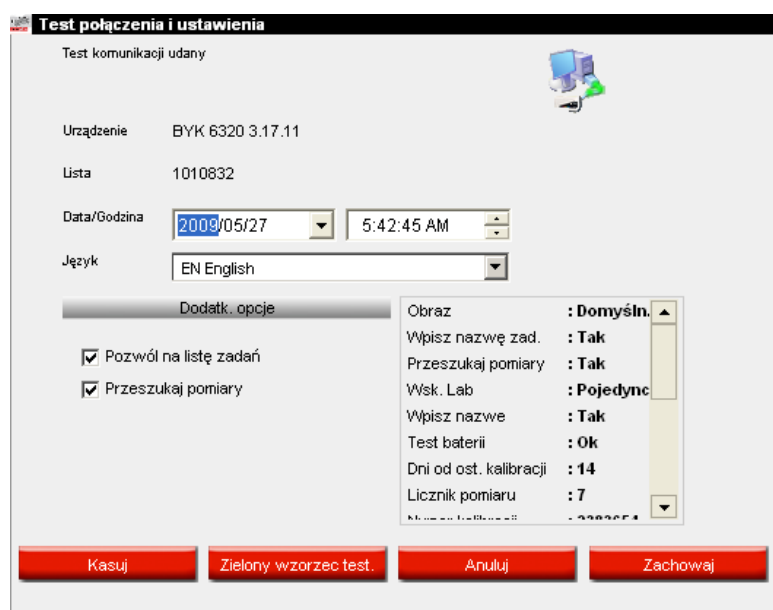 Test połączenia i ustawienia
Test komunikacji udany
Urządzenie BYK 6320 3.17.11
Lista 1010832
Data/Godzina 2009/05/27 5:42:45 AM
Język EN English
Dodatk. opcje
Pozwól na listę zadań
Przeszukaj pomiary
Obraz : Domyśln.
Wpisz nazwę zad. : Tak
Przeszukaj pomiary : Tak
Wsk. Lab : Pojedync
Wpisz nazwe : Tak
Test baterii : Ok
Dni od ost. kalibracji : 14
Licznik pomiaru : 7
Kasuj
Zielony wzorzec test.
Anuluj
Zachowaj